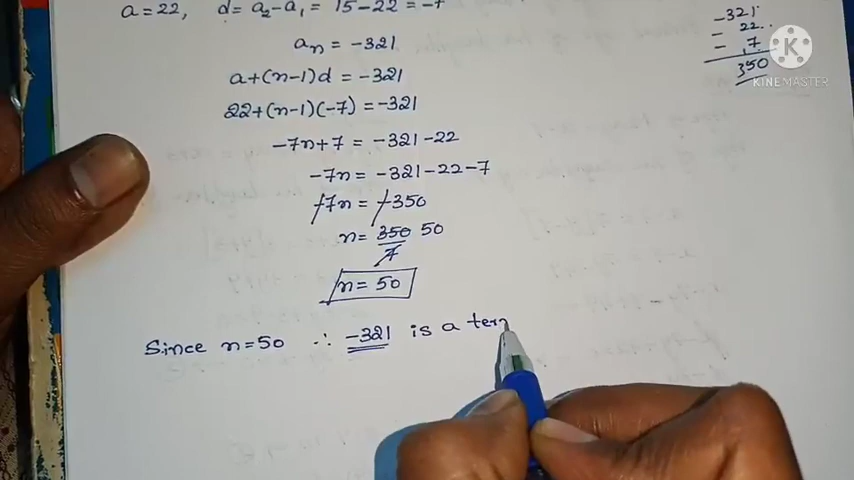 a = 22, d = a₂ - a₁ = 15 - 22 = -7
aₙ = -321
a+(n-1)d = -321
22+(n-1)(-7) = -321
-7n+7 = -321-22
-7n = -321-22-7
-7n = -350
n = 350/7 50
n = 50
Since n=50 ∴ -321 is a term
-321
- 22
- 7
350
KINEMASTER